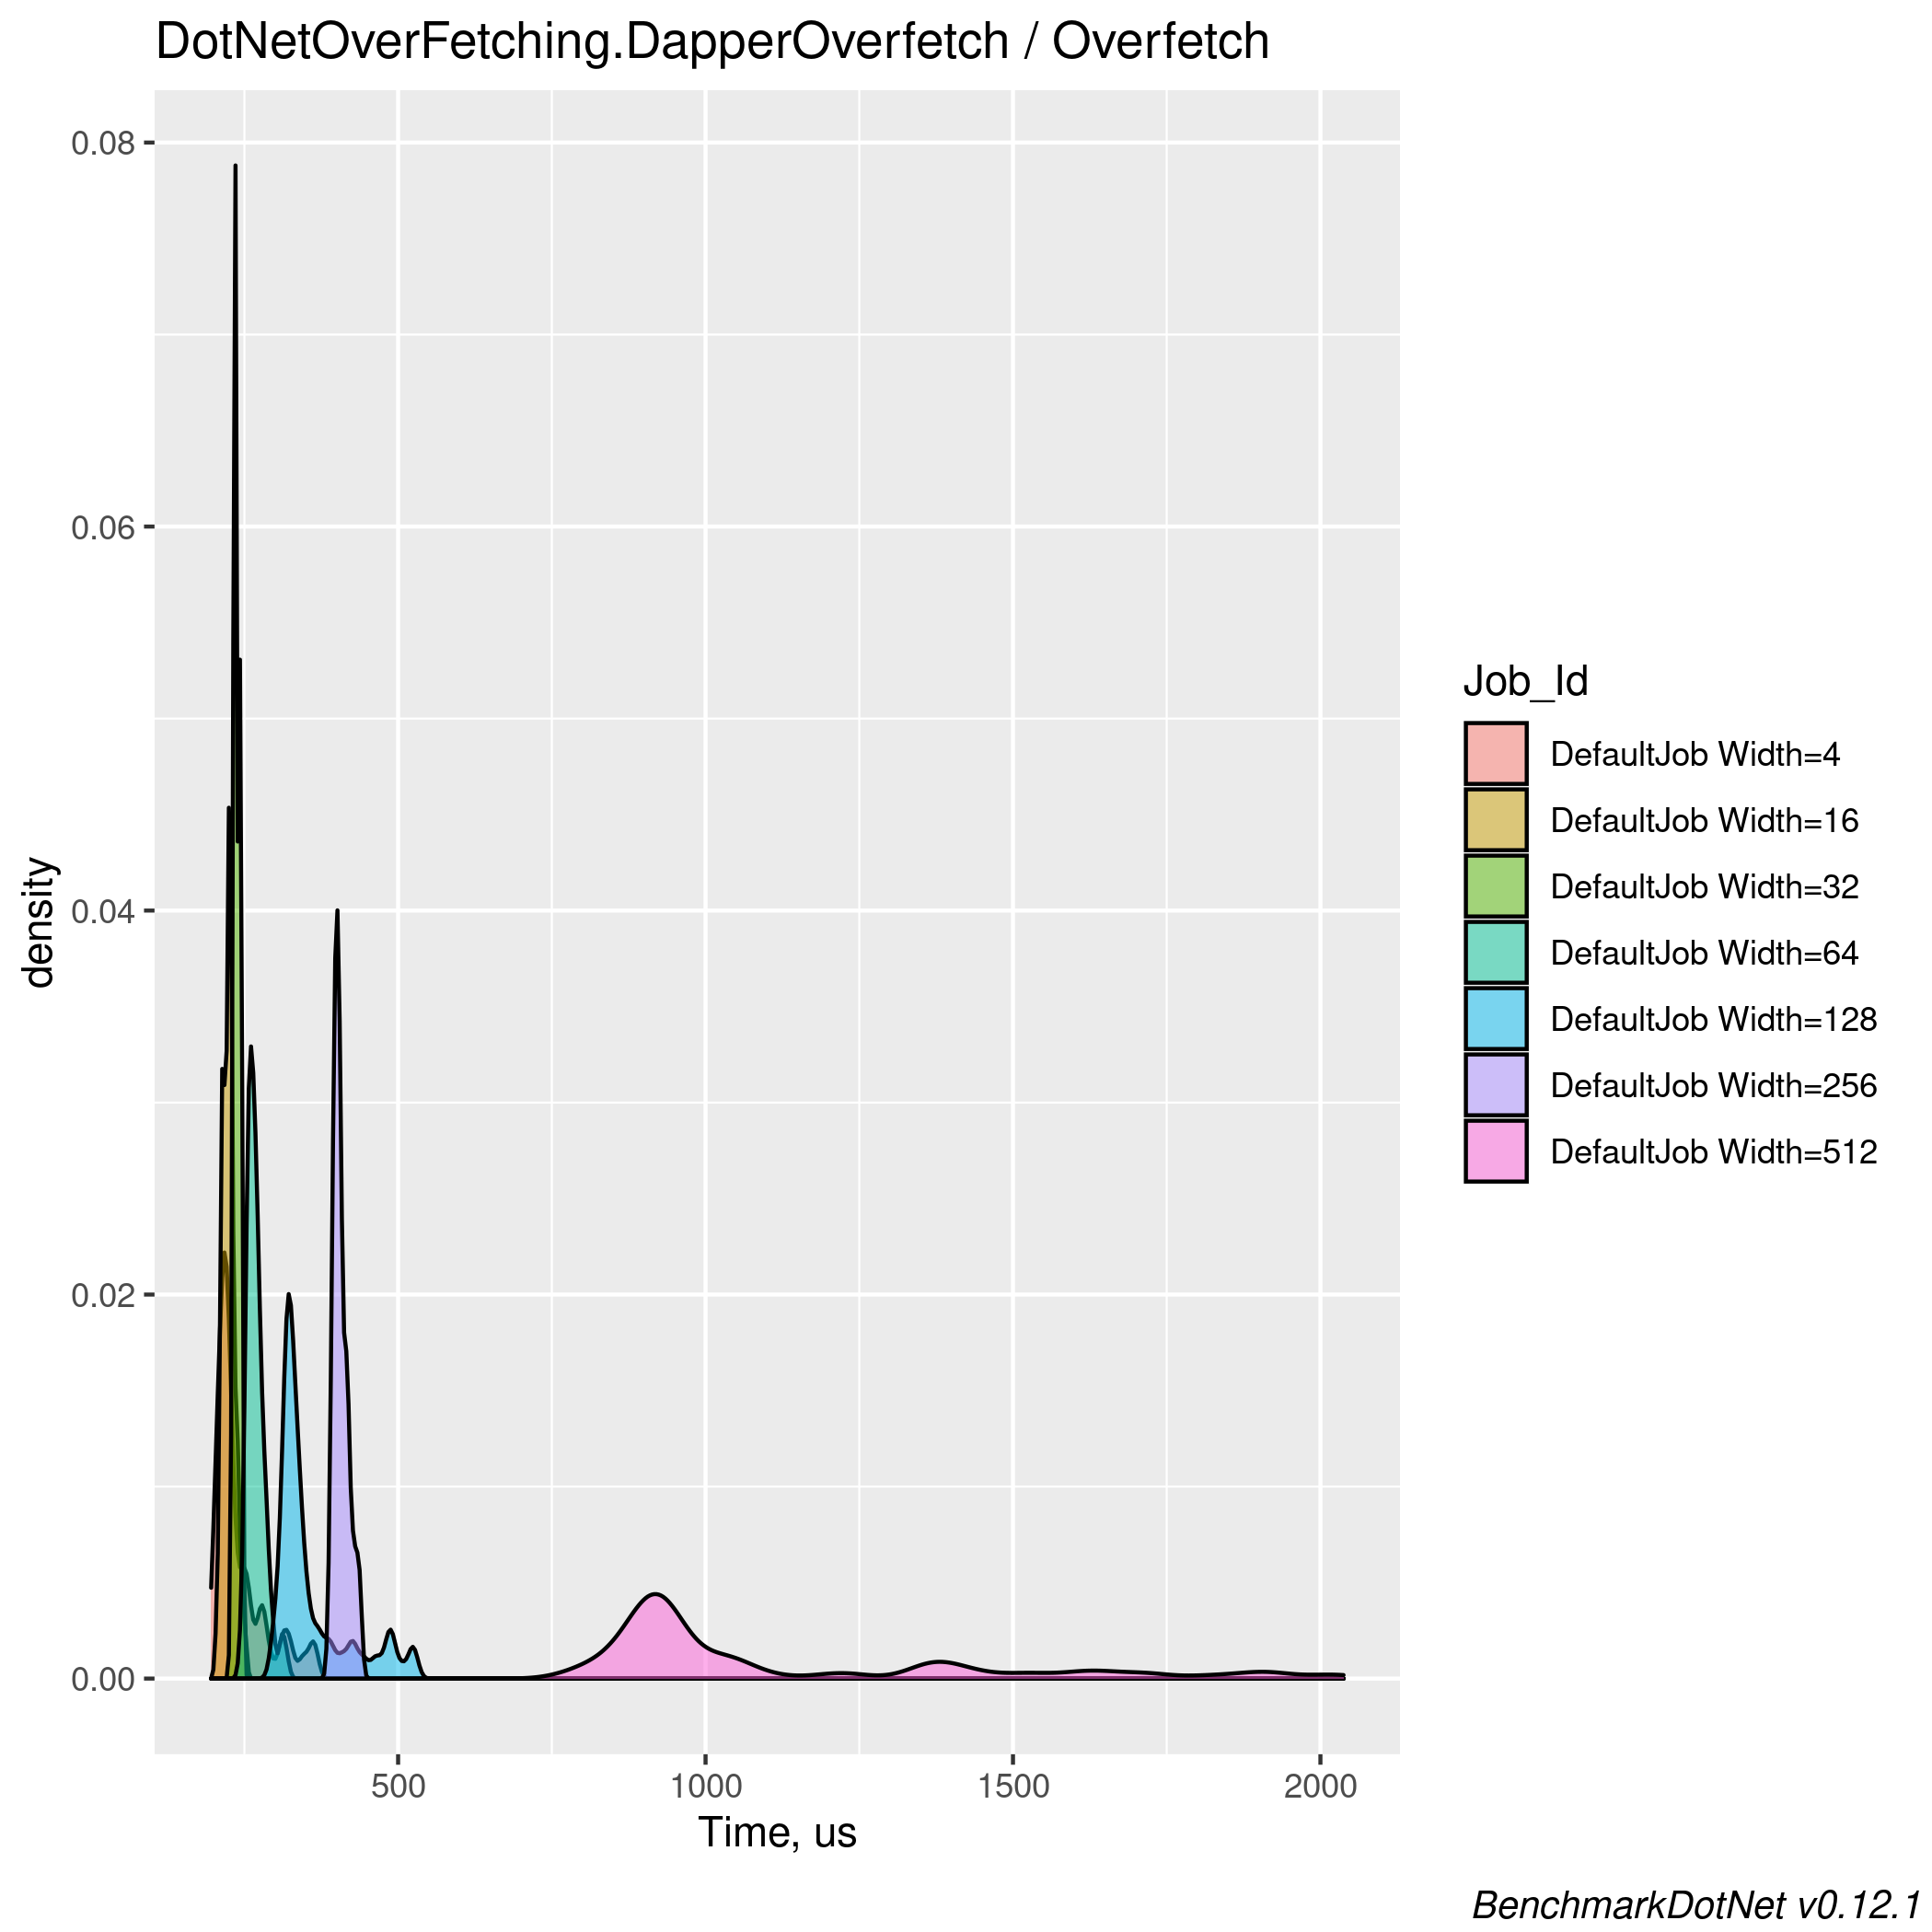 DotNetOverFetching.DapperOverfetch / Overfetch
density
0.08
0.06
0.04
0.02
0.00
500 1000 1500 2000
Time, us
Job_Id
DefaultJob Width=4
DefaultJob Width=16
DefaultJob Width=32
DefaultJob Width=64
DefaultJob Width=128
DefaultJob Width=256
DefaultJob Width=512
BenchmarkDotNet v0.12.1